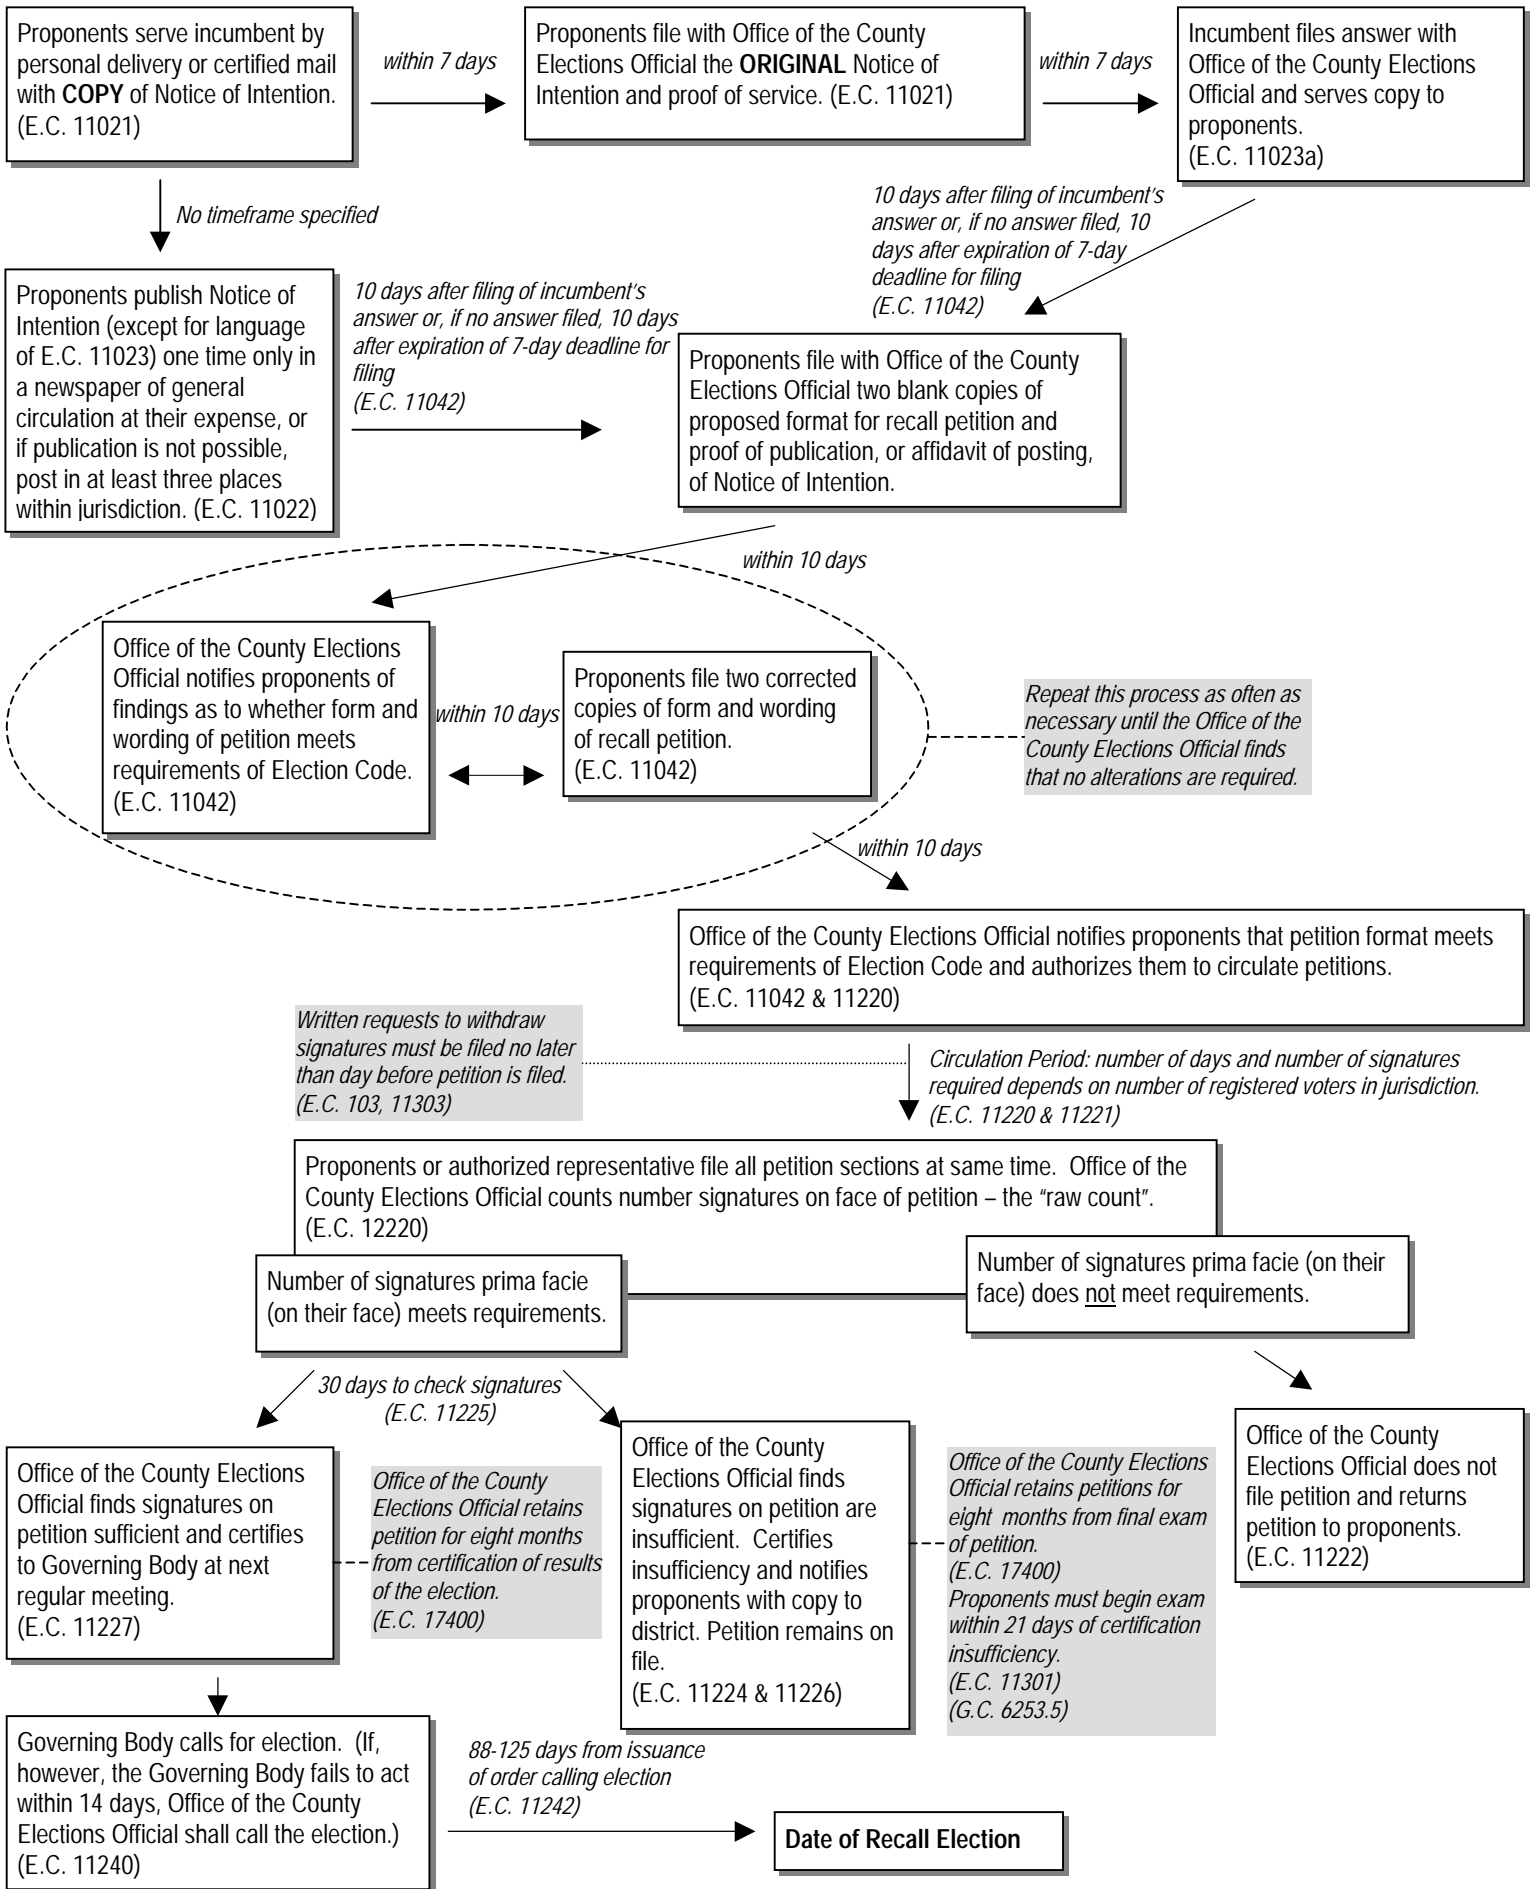 Proponents serve incumbent by
personal delivery or certified mail
with COPY of Notice of Intention.
(E.C. 11021)
within 7 days
Proponents file with Office of the County
Elections Official the ORIGINAL Notice of
Intention and proof of service. (E.C. 11021)
within 7 days
Incumbent files answer with
Office of the County Elections
Official and serves copy to
proponents.
(E.C. 11023a)
No timeframe specified
10 days after filing of incumbent's
answer or, if no answer filed, 10
days after expiration of 7-day
deadline for filing
(E.C. 11042)
Proponents publish Notice of
Intention (except for language
of E.C. 11023) one time only in
a newspaper of general
circulation at their expense, or
if publication is not possible,
post in at least three places
within jurisdiction. (E.C. 11022)
10 days after filing of incumbent's
answer or, if no answer filed, 10 days
after expiration of 7-day deadline for
filing
(E.C. 11042)
Proponents file with Office of the County
Elections Official two blank copies of
proposed format for recall petition and
proof of publication, or affidavit of posting,
of Notice of Intention.
within 10 days
Office of the County Elections
Official notifies proponents of
findings as to whether form and
wording of petition meets
requirements of Election Code.
(E.C. 11042)
within 10 days
Proponents file two corrected
copies of form and wording
of recall petition.
(E.C. 11042)
Repeat this process as often as
necessary until the Office of the
County Elections Official finds
that no alterations are required.
within 10 days
Office of the County Elections Official notifies proponents that petition format meets
requirements of Election Code and authorizes them to circulate petitions.
(E.C. 11042 & 11220)
Written requests to withdraw
signatures must be filed no later
than day before petition is filed.
(E.C. 103, 11303)
Circulation Period: number of days and number of signatures
required depends on number of registered voters in jurisdiction.
(E.C. 11220 & 11221)
Proponents or authorized representative file all petition sections at same time.  Office of the
County Elections Official counts number signatures on face of petition – the "raw count".
(E.C. 12220)
Number of signatures prima facie
(on their face) meets requirements.
Number of signatures prima facie (on their
face) does not meet requirements.
30 days to check signatures
(E.C. 11225)
Office of the County Elections
Official finds signatures on
petition sufficient and certifies
to Governing Body at next
regular meeting.
(E.C. 11227)
Office of the County
Elections Official retains
petition for eight months
from certification of results
of the election.
(E.C. 17400)
Office of the County
Elections Official finds
signatures on petition are
insufficient.  Certifies
insufficiency and notifies
proponents with copy to
district. Petition remains on
file.
(E.C. 11224 & 11226)
Office of the County Elections
Official retains petitions for
eight  months from final exam
of petition.
(E.C. 17400)
Proponents must begin exam
within 21 days of certification
insufficiency.
(E.C. 11301)
(G.C. 6253.5)
Office of the County
Elections Official does not
file petition and returns
petition to proponents.
(E.C. 11222)
Governing Body calls for election.  (If,
however, the Governing Body fails to act
within 14 days, Office of the County
Elections Official shall call the election.)
(E.C. 11240)
88-125 days from issuance
of order calling election
(E.C. 11242)
Date of Recall Election